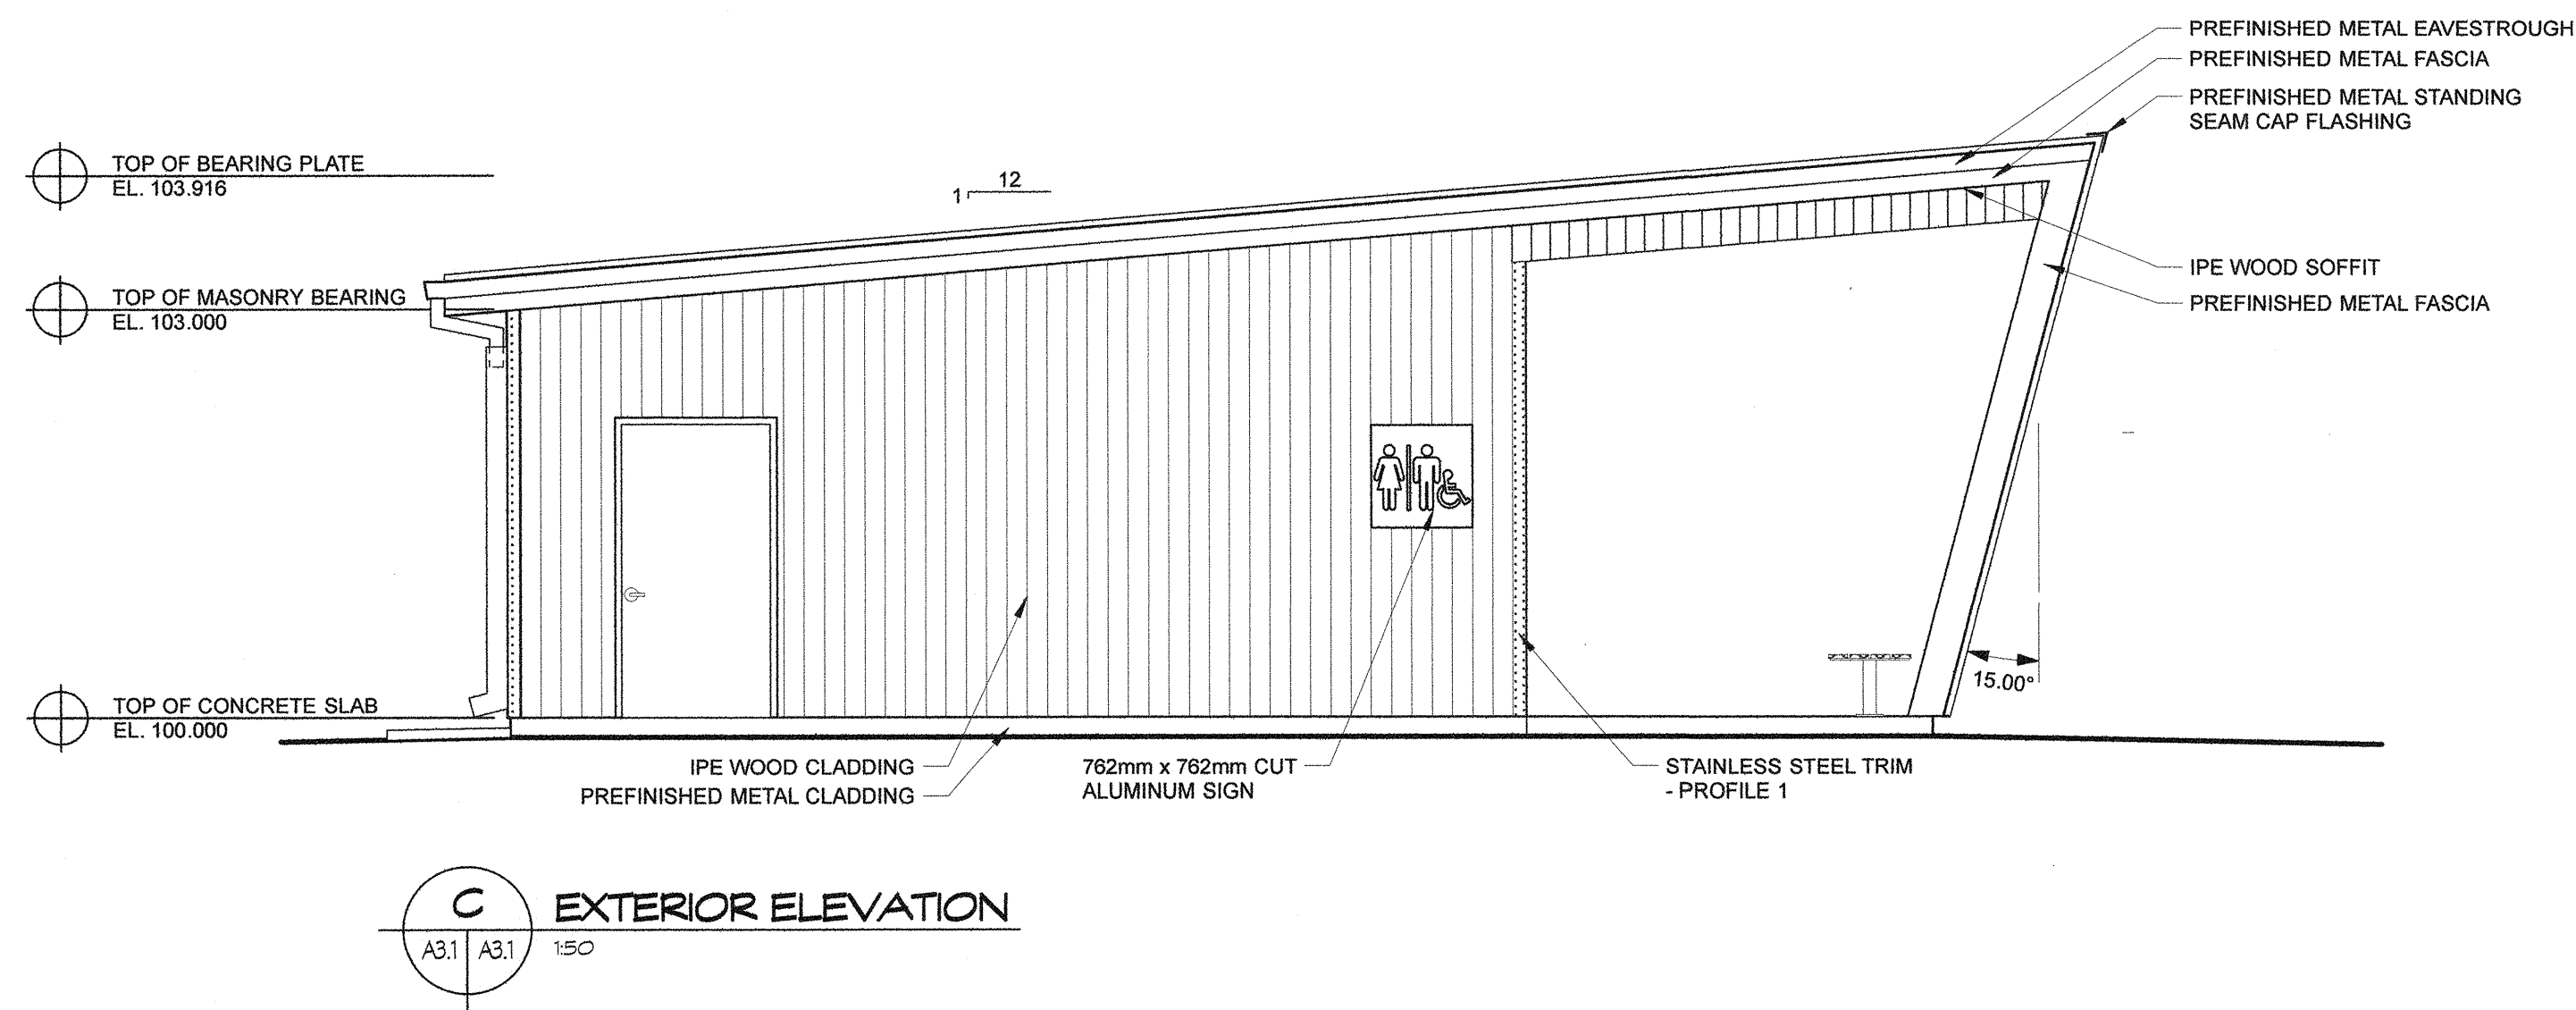 PREFINISHED METAL EAVESTROUGH
PREFINISHED METAL FASCIA
PREFINISHED METAL STANDING
SEAM CAP FLASHING
TOP OF BEARING PLATE
EL. 103.916
12
1
IPE WOOD SOFFIT
PREFINISHED METAL FASCIA
TOP OF MASONRY BEARING
EL. 103.000
15.00°
TOP OF CONCRETE SLAB
EL. 100.000
IPE WOOD CLADDING
PREFINISHED METAL CLADDING
762mm x 762mm CUT
ALUMINUM SIGN
STAINLESS STEEL TRIM
- PROFILE 1
C
A3.1 A3.1
EXTERIOR ELEVATION
1:50